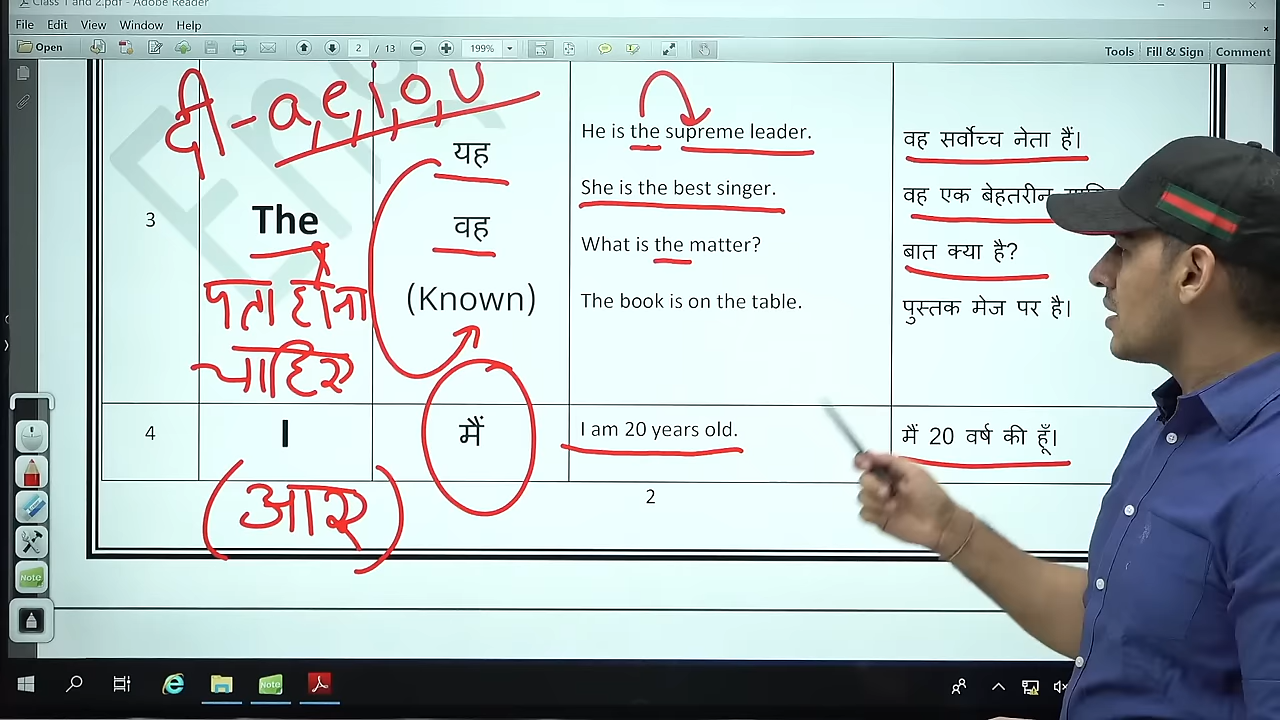 Class 1 and 2.pdf - Adobe Reader
File Edit View Window Help
Open 2 / 13 199% Tools Fill & Sign Comment
दी - a, e, i, o, u
3
The
पता होना
चाहिए
यह
वह
(Known)
He is the supreme leader.
She is the best singer.
What is the matter?
The book is on the table.
वह सर्वोच्च नेता हैं।
वह एक बेहतरीन
बात क्या है?
पुस्तक मेज पर है।
4
I
मैं
I am 20 years old.
मैं 20 वर्ष की हूँ।
(आए)
2
Note
Note